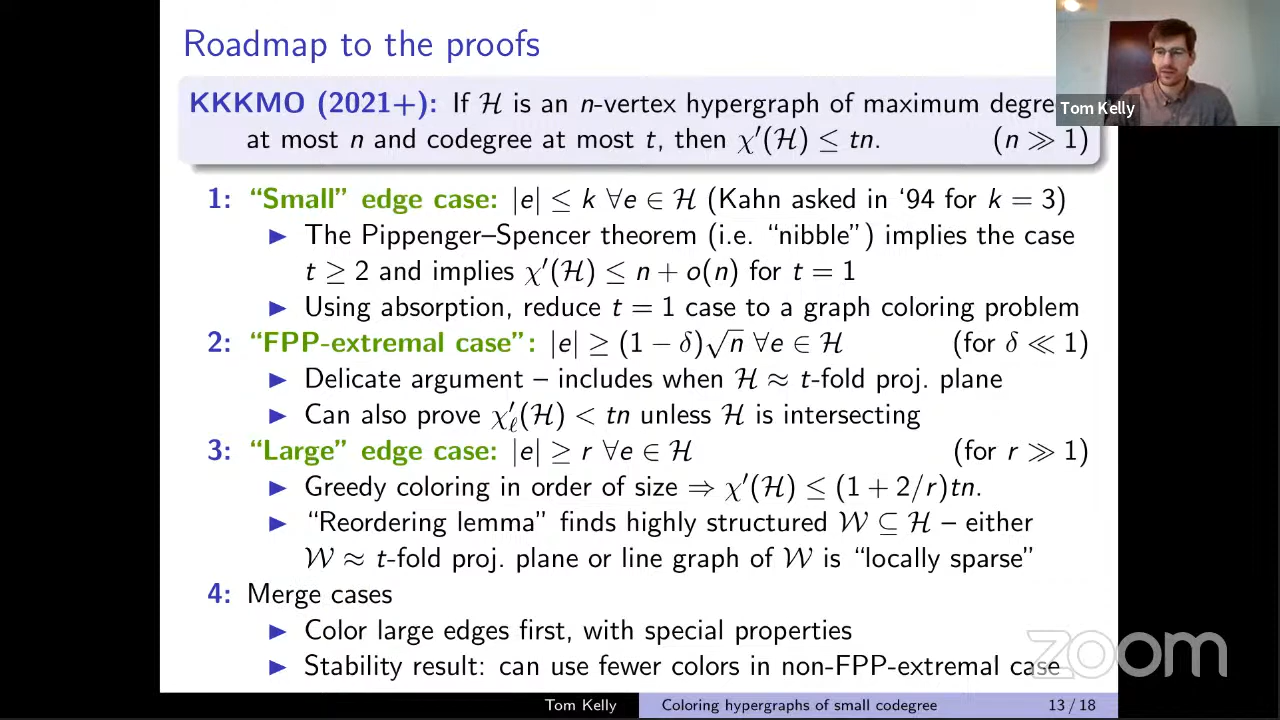 Roadmap to the proofs
KKKMO (2021+): If ℋ is an n-vertex hypergraph of maximum degre
at most n and codegree at most t, then χ′(ℋ) ≤ tn. (n ≫ 1)
Tom Kelly
1: “Small” edge case: |e| ≤ k ∀e ∈ ℋ (Kahn asked in ‘94 for k = 3)
▶ The Pippenger–Spencer theorem (i.e. “nibble”) implies the case
t ≥ 2 and implies χ′(ℋ) ≤ n + o(n) for t = 1
▶ Using absorption, reduce t = 1 case to a graph coloring problem
2: “FPP-extremal case”: |e| ≥ (1 − δ)√n ∀e ∈ ℋ (for δ ≪ 1)
▶ Delicate argument – includes when ℋ ≈ t-fold proj. plane
▶ Can also prove χ′ℓ(ℋ) < tn unless ℋ is intersecting
3: “Large” edge case: |e| ≥ r ∀e ∈ ℋ (for r ≫ 1)
▶ Greedy coloring in order of size ⇒ χ′(ℋ) ≤ (1 + 2/r)tn.
▶ “Reordering lemma” finds highly structured 𝒲 ⊆ ℋ – either
𝒲 ≈ t-fold proj. plane or line graph of 𝒲 is “locally sparse”
4: Merge cases
▶ Color large edges first, with special properties
▶ Stability result: can use fewer colors in non-FPP-extremal case
zoom
Tom Kelly Coloring hypergraphs of small codegree 13 / 18